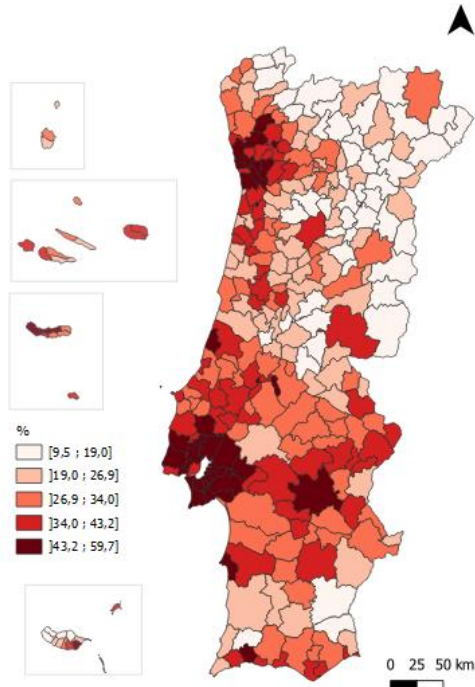 %
[9,5 ; 19,0]
]19,0 ; 26,9]
]26,9 ; 34,0]
]34,0 ; 43,2]
]43,2 ; 59,7]
0 25 50 km